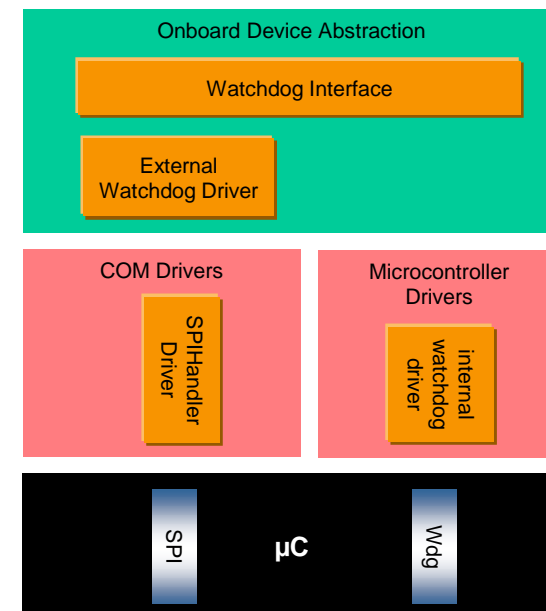 Onboard Device Abstraction
Watchdog Interface
External
Watchdog Driver
COM Drivers
SPIHandler
Driver
Microcontroller
Drivers
internal
watchdog
driver
SPI
µC
Wdg